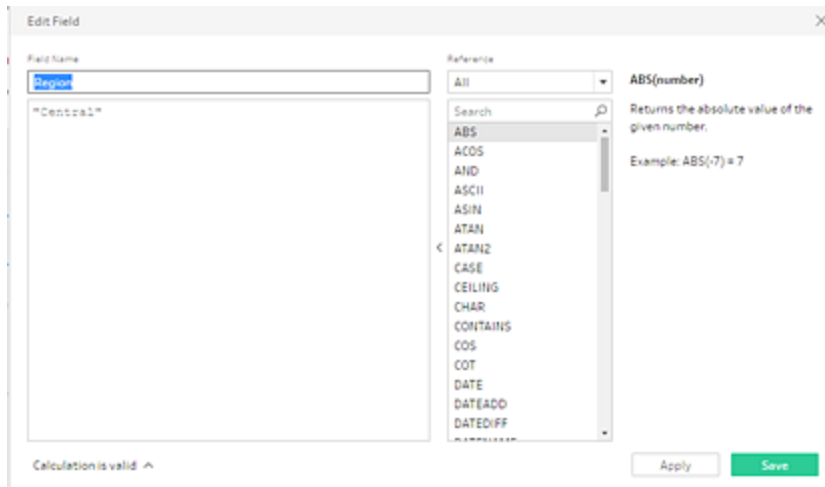 Edit Field
Field Name
Region
"Central"
Reference
All
Search
ABS
ACOS
AND
ASCII
ASIN
ATAN
ATAN2
CASE
CEILING
CHAR
CONTAINS
COS
COT
DATE
DATEADD
DATEDIFF
DATENAME
ABS(number)
Returns the absolute value of the
given number.
Example: ABS(-7) = 7
Calculation is valid
Apply
Save